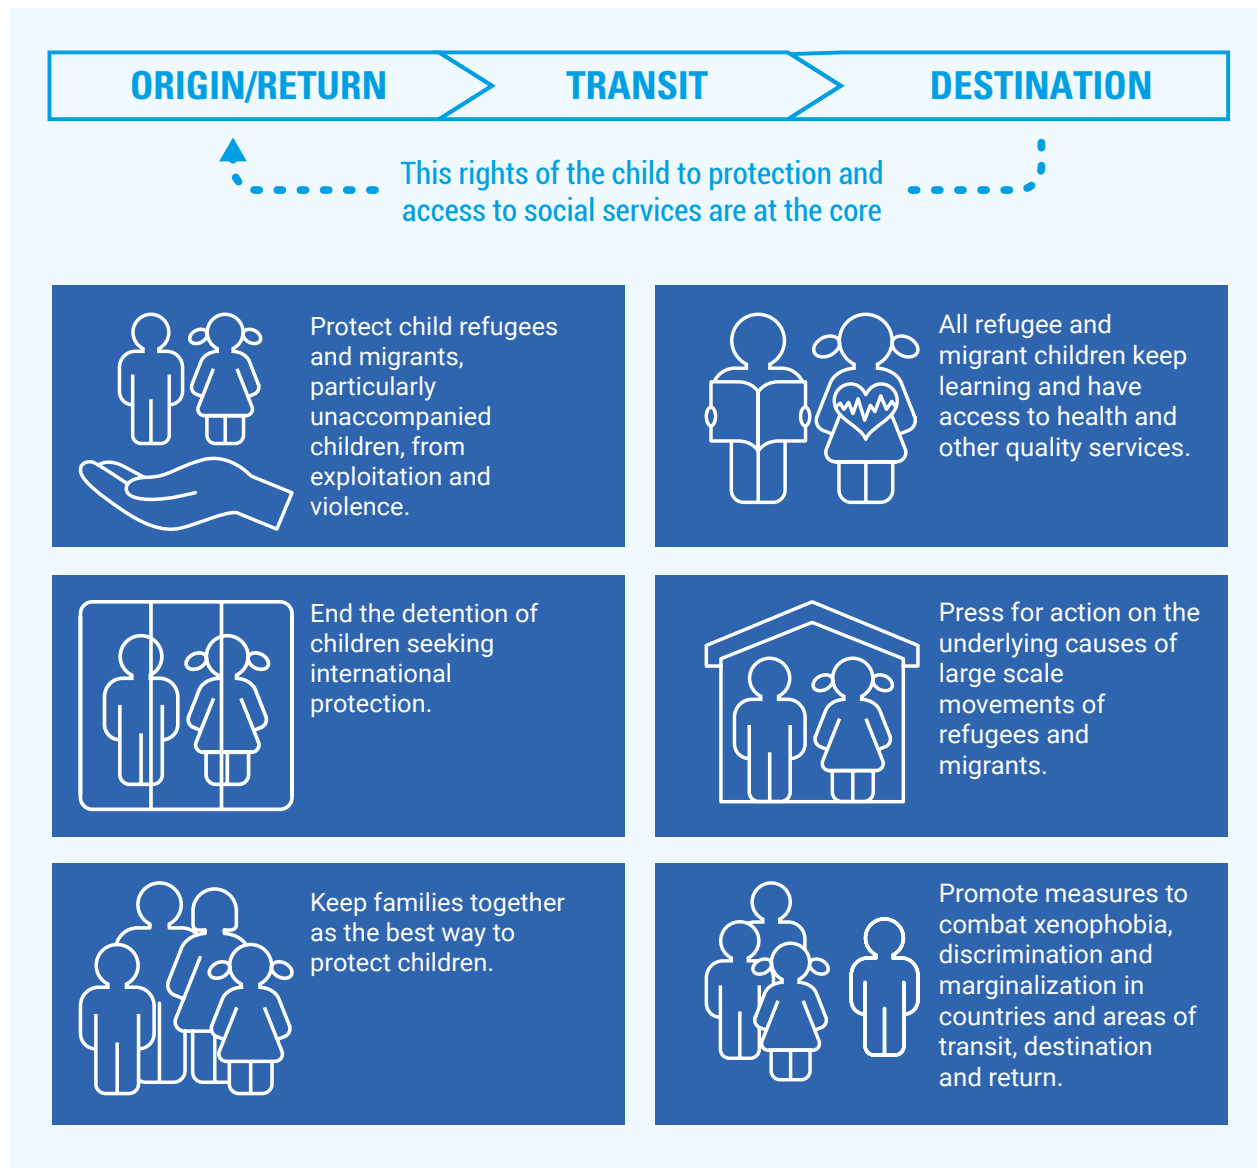 ORIGIN/RETURN
TRANSIT
DESTINATION
This rights of the child to protection and
access to social services are at the core
Protect child refugees
and migrants,
particularly
unaccompanied
children, from
exploitation and
violence.
All refugee and
migrant children keep
learning and have
access to health and
other quality services.
End the detention of
children seeking
international
protection.
Press for action on the
underlying causes of
large scale
movements of
refugees and
migrants.
Keep families together
as the best way to
protect children.
Promote measures to
combat xenophobia,
discrimination and
marginalization in
countries and areas of
transit, destination
and return.